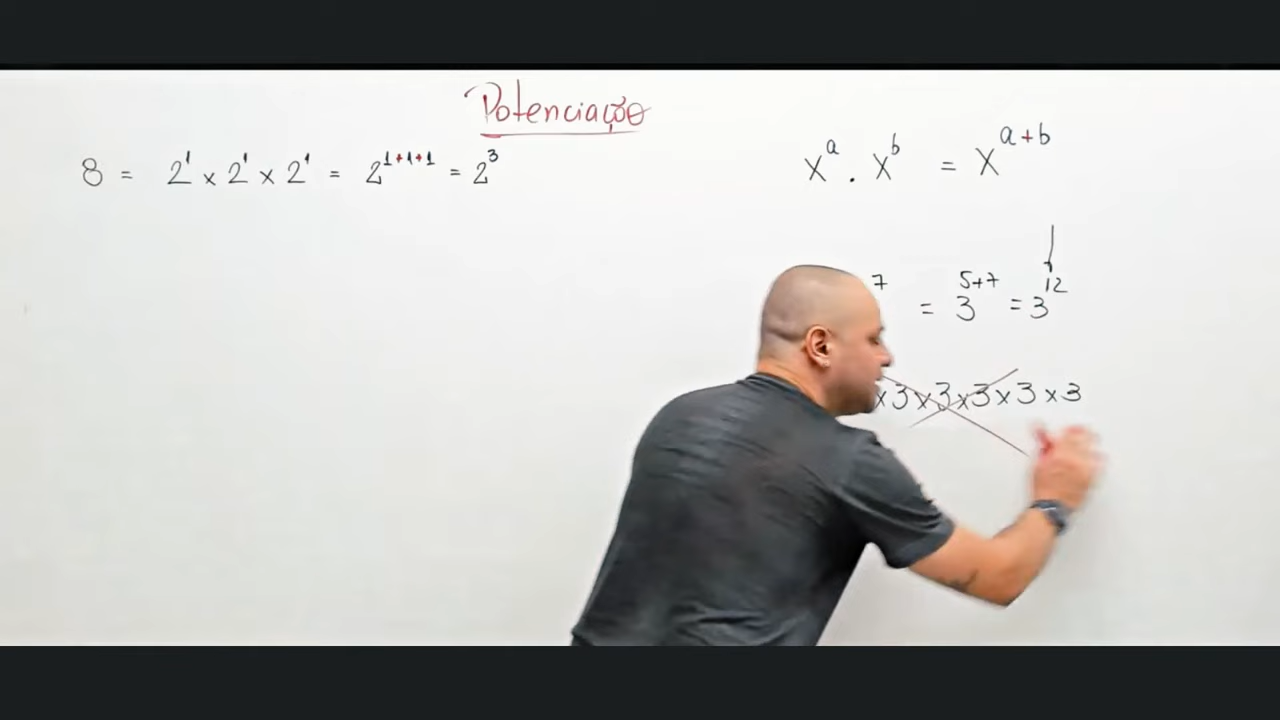 Potenciação
8 = 2¹ x 2¹ x 2¹ = 2¹⁺¹⁺¹ = 2³
xᵃ . xᵇ = xᵃ⁺ᵇ
7 = 3⁵⁺⁷ = 3¹²
x 3 x 3 x 3 x 3 x 3